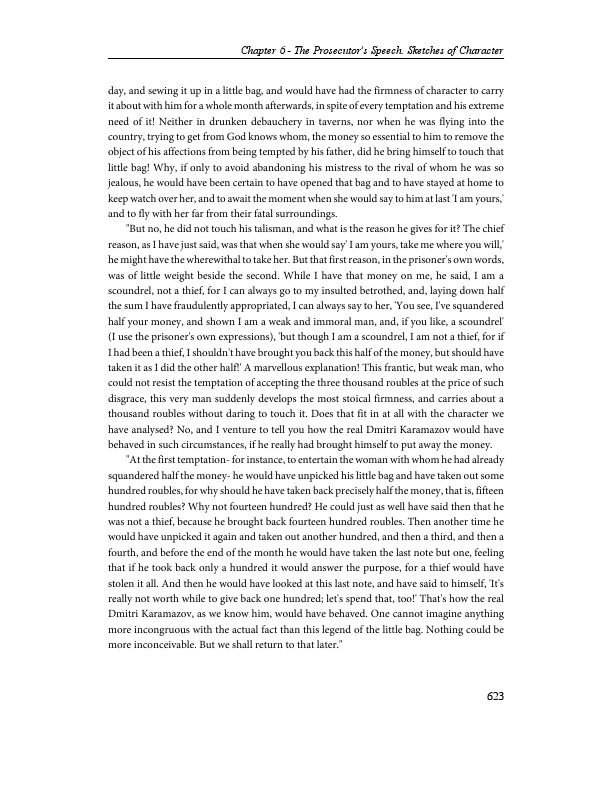 Chapter 6 - The Prosecutor's Speech. Sketches of Character
day, and sewing it up in a little bag, and would have had the firmness of character to carry
it about with him for a whole month afterwards, in spite of every temptation and his extreme
need of it! Neither in drunken debauchery in taverns, nor when he was flying into the
country, trying to get from God knows whom, the money so essential to him to remove the
object of his affections from being tempted by his father, did he bring himself to touch that
little bag! Why, if only to avoid abandoning his mistress to the rival of whom he was so
jealous, he would have been certain to have opened that bag and to have stayed at home to
keep watch over her, and to await the moment when she would say to him at last 'I am yours,'
and to fly with her far from their fatal surroundings.
"But no, he did not touch his talisman, and what is the reason he gives for it? The chief
reason, as I have just said, was that when she would say' I am yours, take me where you will,'
he might have the wherewithal to take her. But that first reason, in the prisoner's own words,
was of little weight beside the second. While I have that money on me, he said, I am a
scoundrel, not a thief, for I can always go to my insulted betrothed, and, laying down half
the sum I have fraudulently appropriated, I can always say to her, 'You see, I've squandered
half your money, and shown I am a weak and immoral man, and, if you like, a scoundrel'
(I use the prisoner's own expressions), 'but though I am a scoundrel, I am not a thief, for if
I had been a thief, I shouldn't have brought you back this half of the money, but should have
taken it as I did the other half!' A marvellous explanation! This frantic, but weak man, who
could not resist the temptation of accepting the three thousand roubles at the price of such
disgrace, this very man suddenly develops the most stoical firmness, and carries about a
thousand roubles without daring to touch it. Does that fit in at all with the character we
have analysed? No, and I venture to tell you how the real Dmitri Karamazov would have
behaved in such circumstances, if he really had brought himself to put away the money.
"At the first temptation- for instance, to entertain the woman with whom he had already
squandered half the money- he would have unpicked his little bag and have taken out some
hundred roubles, for why should he have taken back precisely half the money, that is, fifteen
hundred roubles? Why not fourteen hundred? He could just as well have said then that he
was not a thief, because he brought back fourteen hundred roubles. Then another time he
would have unpicked it again and taken out another hundred, and then a third, and then a
fourth, and before the end of the month he would have taken the last note but one, feeling
that if he took back only a hundred it would answer the purpose, for a thief would have
stolen it all. And then he would have looked at this last note, and have said to himself, 'It's
really not worth while to give back one hundred; let's spend that, too!' That's how the real
Dmitri Karamazov, as we know him, would have behaved. One cannot imagine anything
more incongruous with the actual fact than this legend of the little bag. Nothing could be
more inconceivable. But we shall return to that later."
623